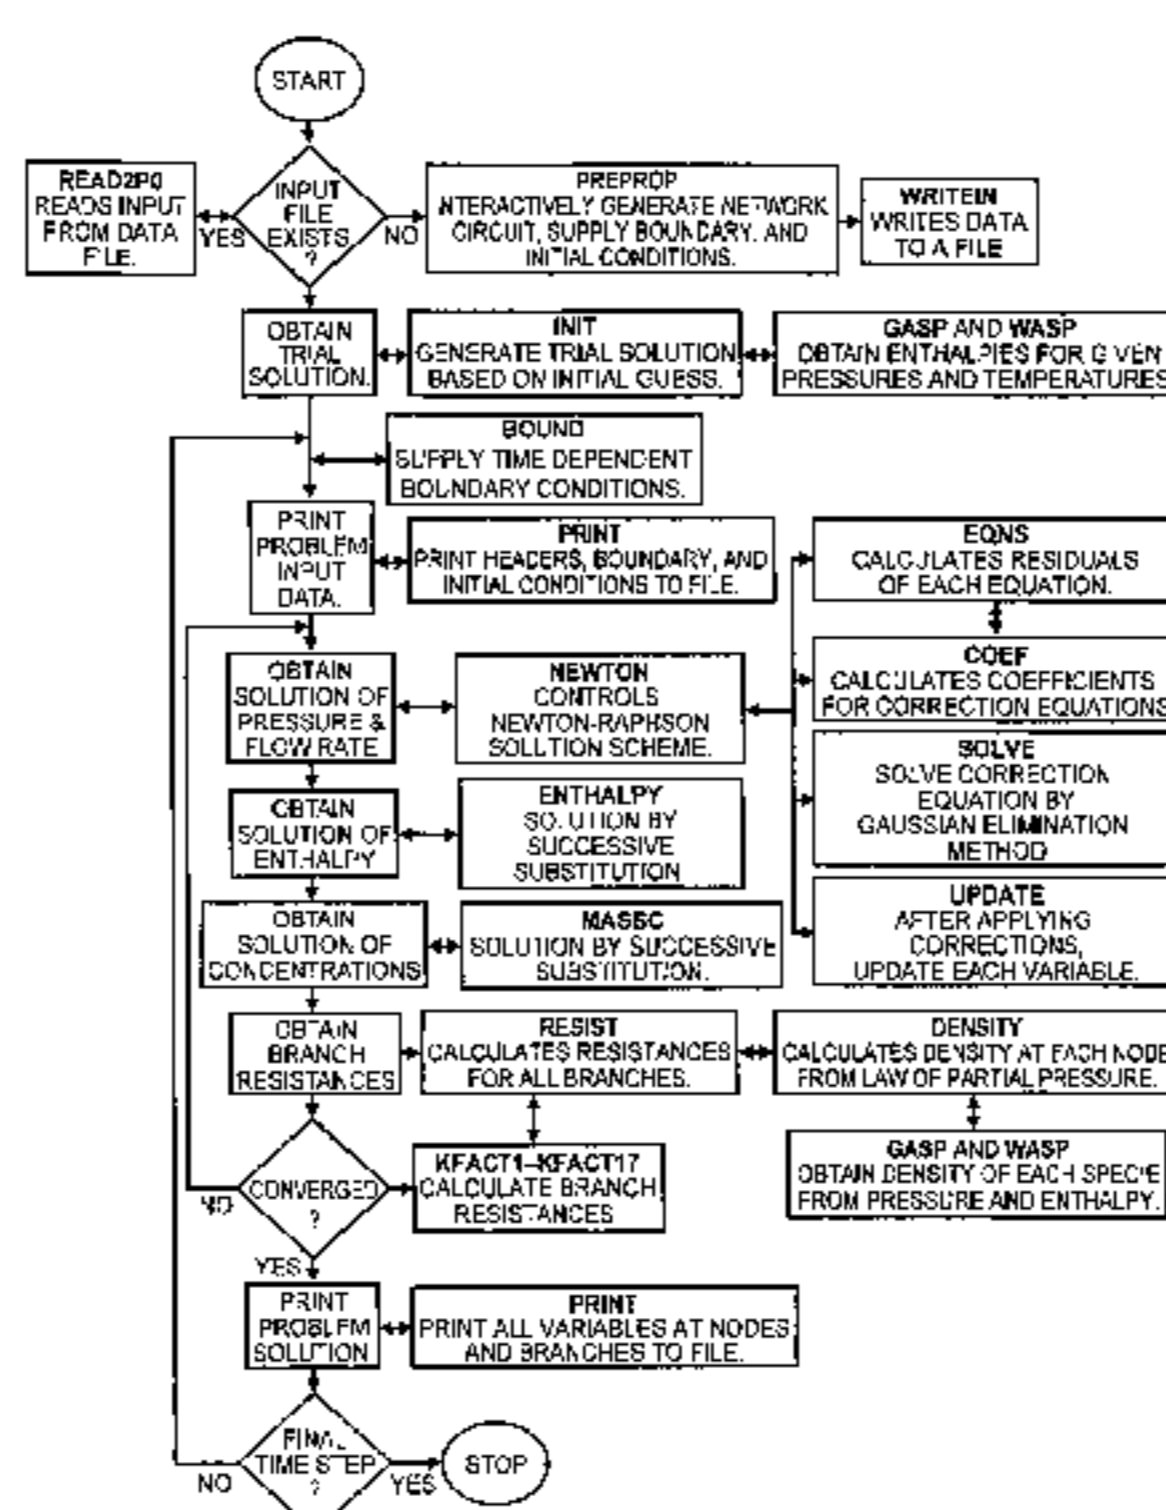 START
READ2P0
READS INPUT
FROM DATA
FILE.
YES
INPUT
FILE
EXISTS
?
NO
PREPROP
INTERACTIVELY GENERATE NETWORK
CIRCUIT, SUPPLY BOUNDARY, AND
INITIAL CONDITIONS.
WRITEIN
WRITES DATA
TO A FILE
OBTAIN
TRIAL
SOLUTION.
INIT
GENERATE TRIAL SOLUTION
BASED ON INITIAL GUESS.
GASP AND WASP
OBTAIN ENTHALPIES FOR GIVEN
PRESSURES AND TEMPERATURES
BOUND
SUPPLY TIME DEPENDENT
BOUNDARY CONDITIONS.
PRINT
PROBLEM
INPUT
DATA.
PRINT
PRINT HEADERS, BOUNDARY, AND
INITIAL CONDITIONS TO FILE.
EQNS
CALCULATES RESIDUALS
OF EACH EQUATION.
COEF
CALCULATES COEFFICIENTS
FOR CORRECTION EQUATIONS
OBTAIN
SOLUTION OF
PRESSURE &
FLOW RATE
NEWTON
CONTROLS
NEWTON-RAPHSON
SOLUTION SCHEME.
SOLVE
SOLVE CORRECTION
EQUATION BY
GAUSSIAN ELIMINATION
METHOD
OBTAIN
SOLUTION OF
ENTHALPY
ENTHALPY
SOLUTION BY
SUCCESSIVE
SUBSTITUTION
UPDATE
AFTER APPLYING
CORRECTIONS,
UPDATE EACH VARIABLE.
OBTAIN
SOLUTION OF
CONCENTRATIONS
MASSC
SOLUTION BY SUCCESSIVE
SUBSTITUTION.
OBTAIN
BRANCH
RESISTANCES
RESIST
CALCULATES RESISTANCES
FOR ALL BRANCHES.
DENSITY
CALCULATES DENSITY AT EACH NODE
FROM LAW OF PARTIAL PRESSURE.
CONVERGED
?
NO
YES
KFACT1–KFACT17
CALCULATE BRANCH
RESISTANCES
GASP AND WASP
OBTAIN DENSITY OF EACH SPECIE
FROM PRESSURE AND ENTHALPY.
PRINT
PROBLEM
SOLUTION
PRINT
PRINT ALL VARIABLES AT NODES
AND BRANCHES TO FILE.
FINAL
TIME STEP
?
NO
YES
STOP